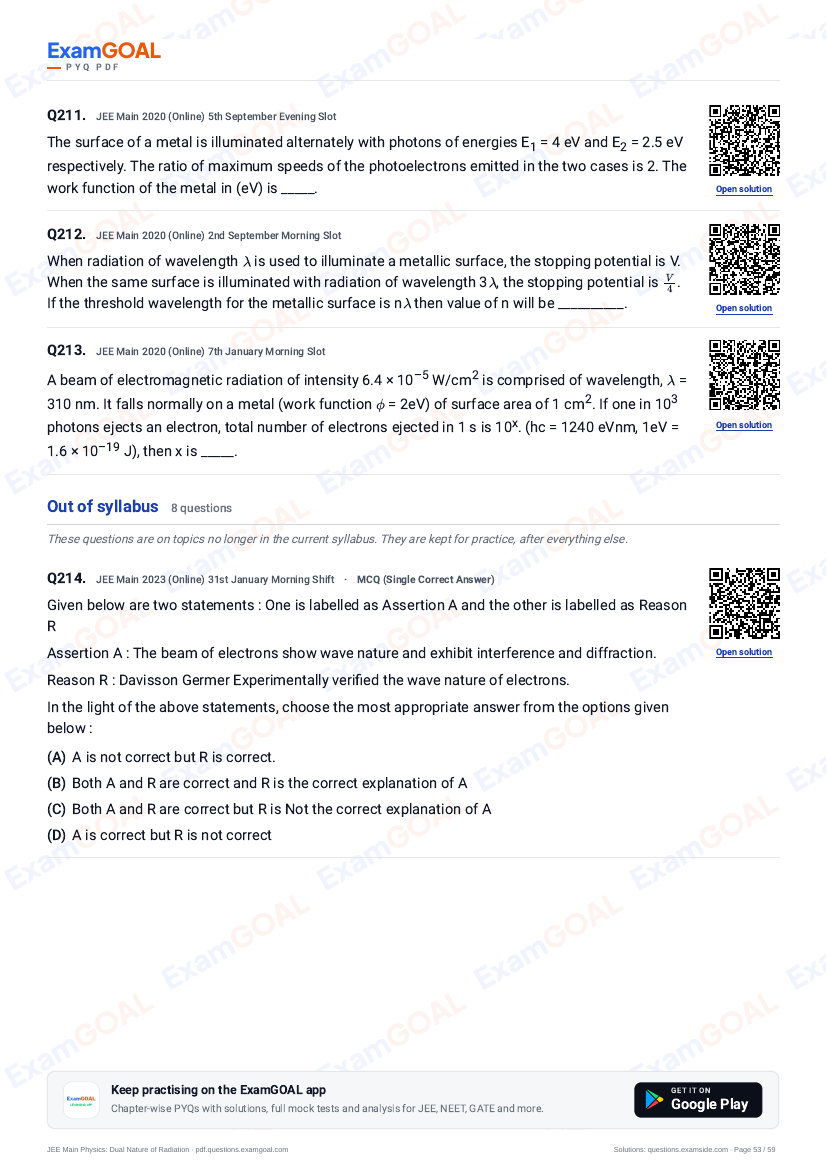 ExamGOAL
PYQ PDF
Q211. JEE Main 2020 (Online) 5th September Evening Slot
The surface of a metal is illuminated alternately with photons of energies E₁ = 4 eV and E₂ = 2.5 eV
respectively. The ratio of maximum speeds of the photoelectrons emitted in the two cases is 2. The
work function of the metal in (eV) is _____.
Open solution
Q212. JEE Main 2020 (Online) 2nd September Morning Slot
When radiation of wavelength λ is used to illuminate a metallic surface, the stopping potential is V.
When the same surface is illuminated with radiation of wavelength 3λ, the stopping potential is V/4.
If the threshold wavelength for the metallic surface is nλ then value of n will be __________.
Open solution
Q213. JEE Main 2020 (Online) 7th January Morning Slot
A beam of electromagnetic radiation of intensity 6.4 × 10⁻⁵ W/cm² is comprised of wavelength, λ =
310 nm. It falls normally on a metal (work function ϕ = 2eV) of surface area of 1 cm². If one in 10³
photons ejects an electron, total number of electrons ejected in 1 s is 10ˣ. (hc = 1240 eVnm, 1eV =
1.6 × 10⁻¹⁹ J), then x is _____.
Open solution
Out of syllabus 8 questions
These questions are on topics no longer in the current syllabus. They are kept for practice, after everything else.
Q214. JEE Main 2023 (Online) 31st January Morning Shift · MCQ (Single Correct Answer)
Given below are two statements : One is labelled as Assertion A and the other is labelled as Reason
R
Assertion A : The beam of electrons show wave nature and exhibit interference and diffraction.
Reason R : Davisson Germer Experimentally verified the wave nature of electrons.
In the light of the above statements, choose the most appropriate answer from the options given
below :
(A) A is not correct but R is correct.
(B) Both A and R are correct and R is the correct explanation of A
(C) Both A and R are correct but R is Not the correct explanation of A
(D) A is correct but R is not correct
Open solution
ExamGOAL
Keep practising on the ExamGOAL app
Chapter-wise PYQs with solutions, full mock tests and analysis for JEE, NEET, GATE and more.
GET IT ON
Google Play
JEE Main Physics: Dual Nature of Radiation · pdf.questions.examgoal.com
Solutions: questions.examside.com · Page 53 / 59